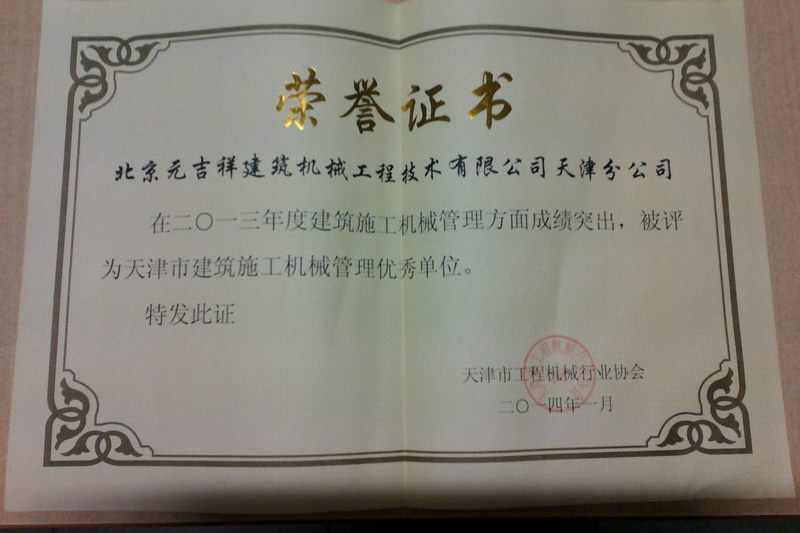 荣誉证书
北京元吉祥建筑机械工程技术有限公司天津分公司
在二〇一三年度建筑施工机械管理方面成绩突出，被评
为天津市建筑施工机械管理优秀单位。
特发此证
天津市工程机械行业协会
二〇一四年一月